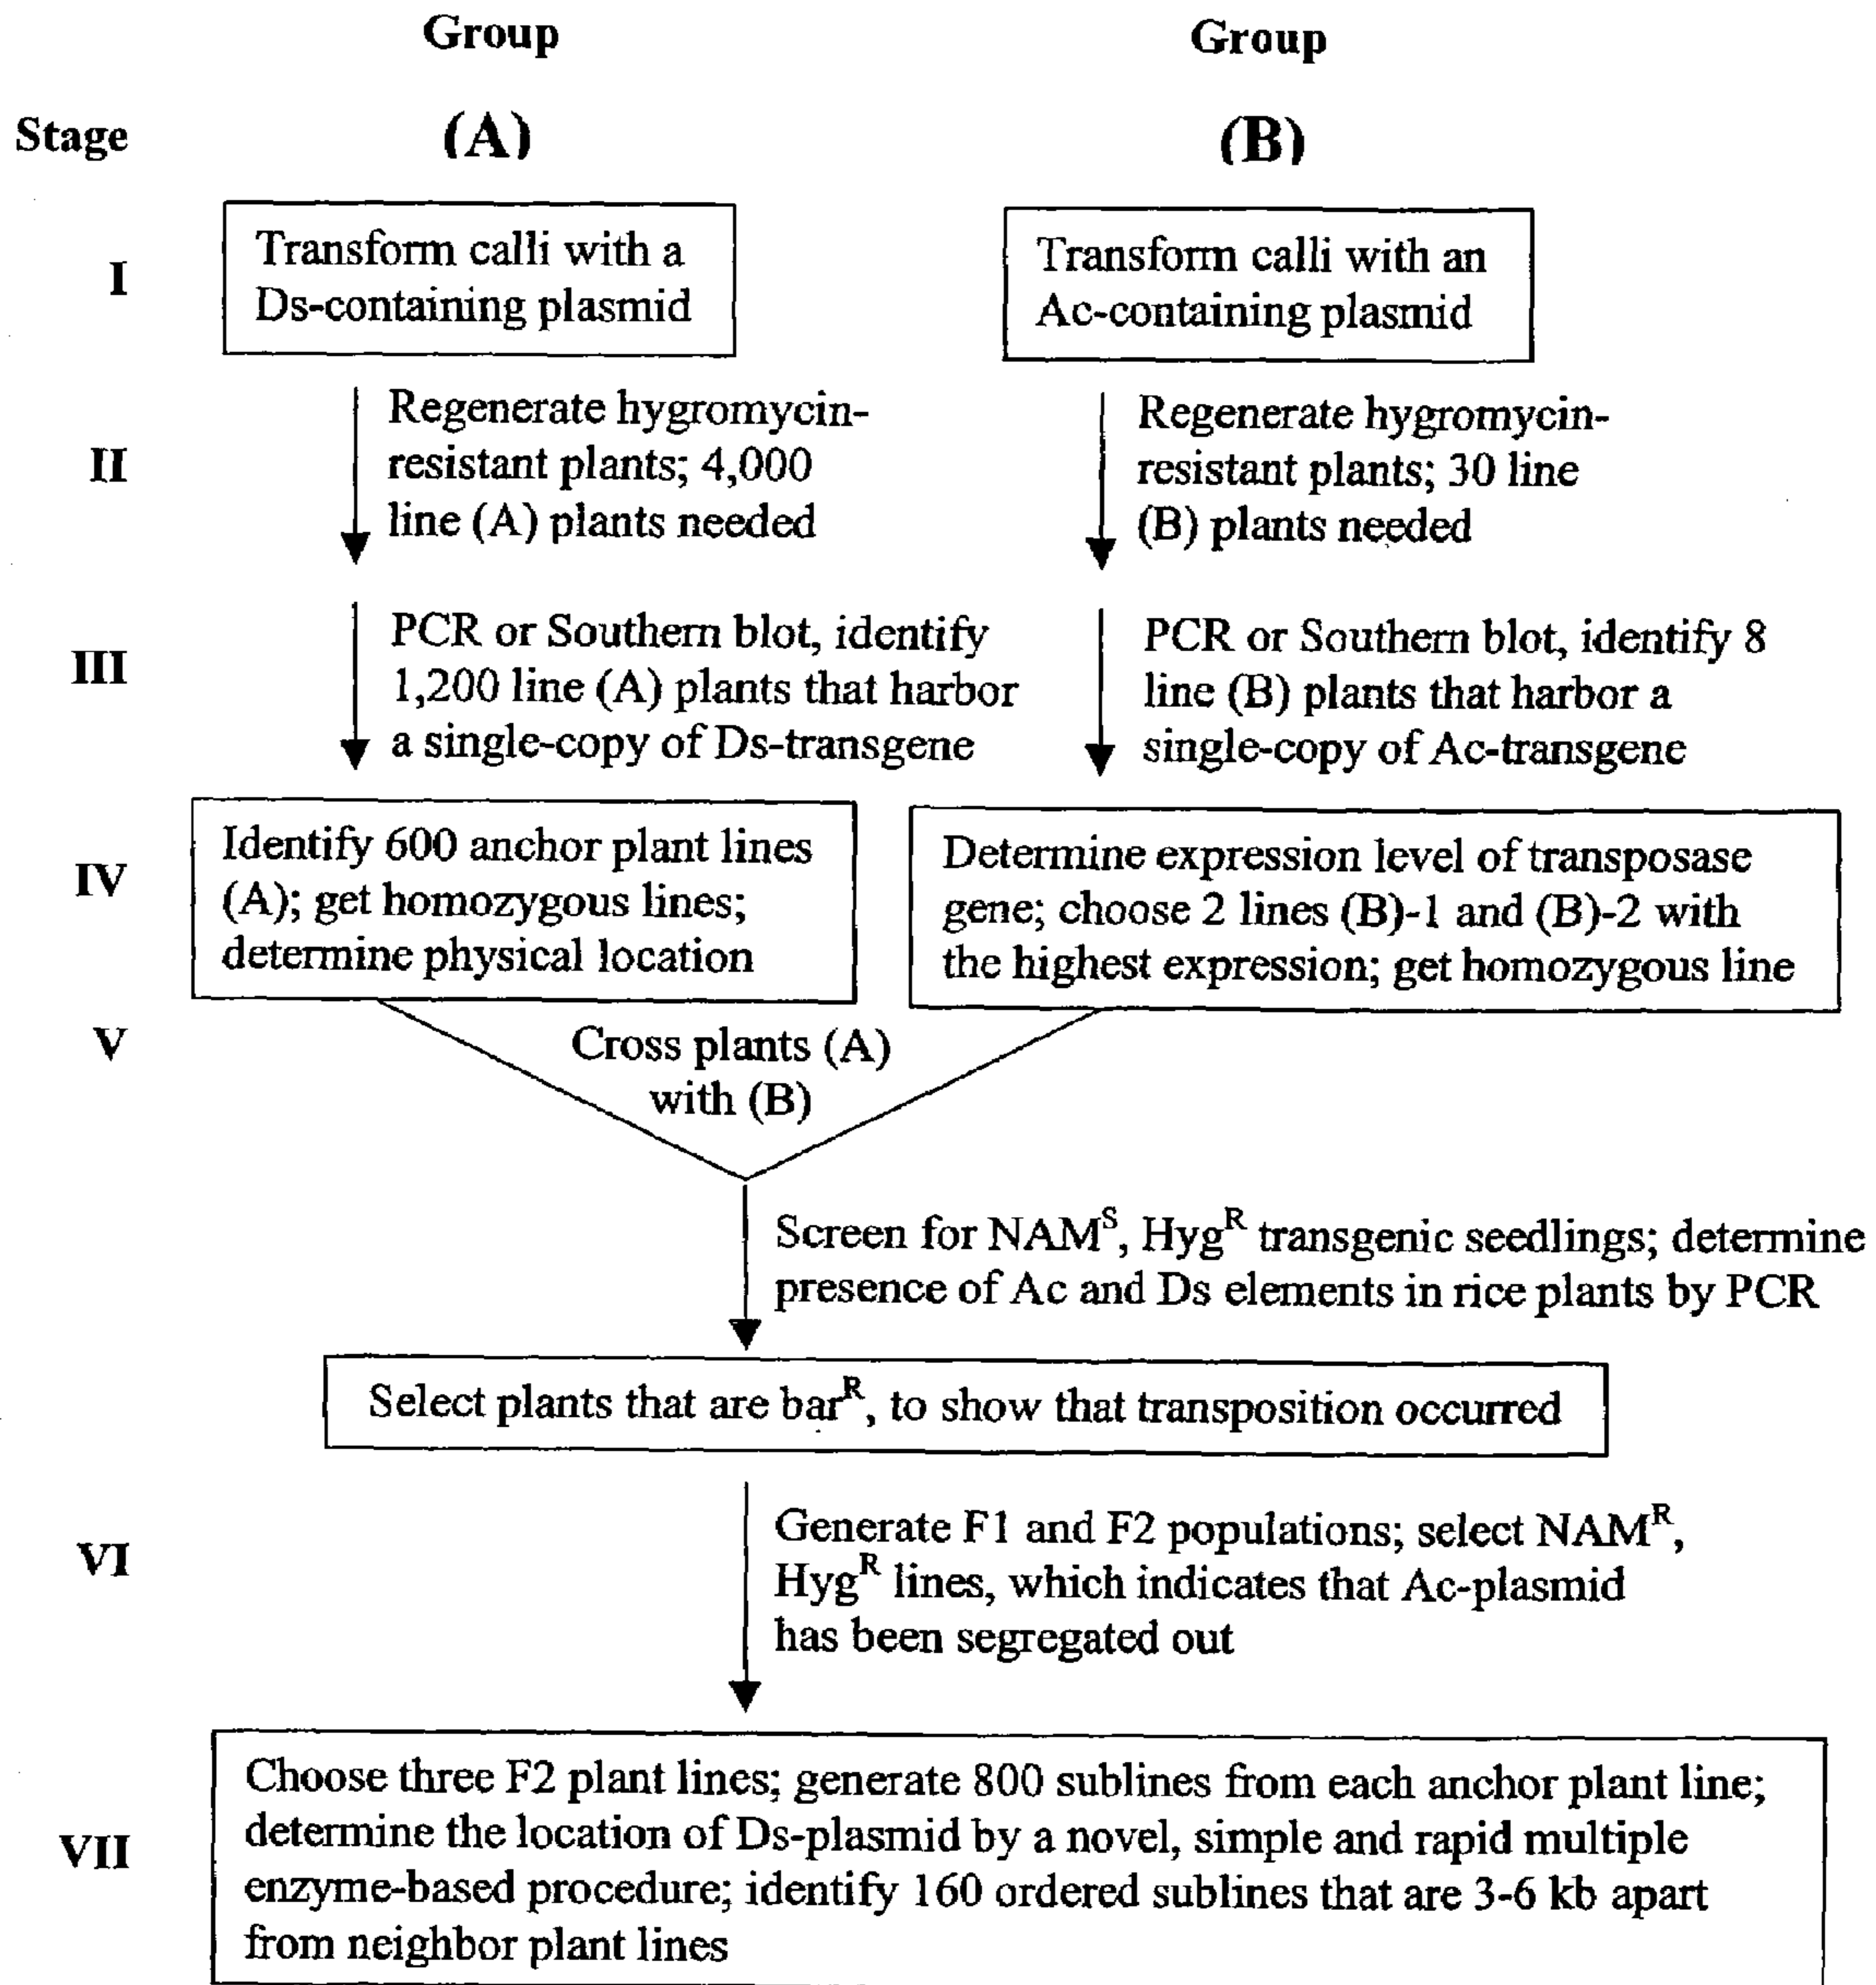 Group
Group
Stage
(A)
(B)
I
Transform calli with a
Ds-containing plasmid
Transform calli with an
Ac-containing plasmid
II
Regenerate hygromycin-
resistant plants; 4,000
line (A) plants needed
Regenerate hygromycin-
resistant plants; 30 line
(B) plants needed
III
PCR or Southern blot, identify
1,200 line (A) plants that harbor
a single-copy of Ds-transgene
PCR or Southern blot, identify 8
line (B) plants that harbor a
single-copy of Ac-transgene
IV
Identify 600 anchor plant lines
(A); get homozygous lines;
determine physical location
Determine expression level of transposase
gene; choose 2 lines (B)-1 and (B)-2 with
the highest expression; get homozygous line
V
Cross plants (A)
with (B)
Screen for NAM^S, Hyg^R transgenic seedlings; determine
presence of Ac and Ds elements in rice plants by PCR
Select plants that are bar^R, to show that transposition occurred
VI
Generate F1 and F2 populations; select NAM^R,
Hyg^R lines, which indicates that Ac-plasmid
has been segregated out
VII
Choose three F2 plant lines; generate 800 sublines from each anchor plant line;
determine the location of Ds-plasmid by a novel, simple and rapid multiple
enzyme-based procedure; identify 160 ordered sublines that are 3-6 kb apart
from neighbor plant lines